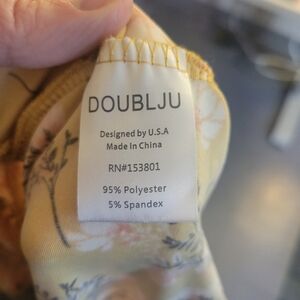 DOUBLJU
Designed by U.S.A
Made In China
RN#153801
95% Polyester
5% Spandex